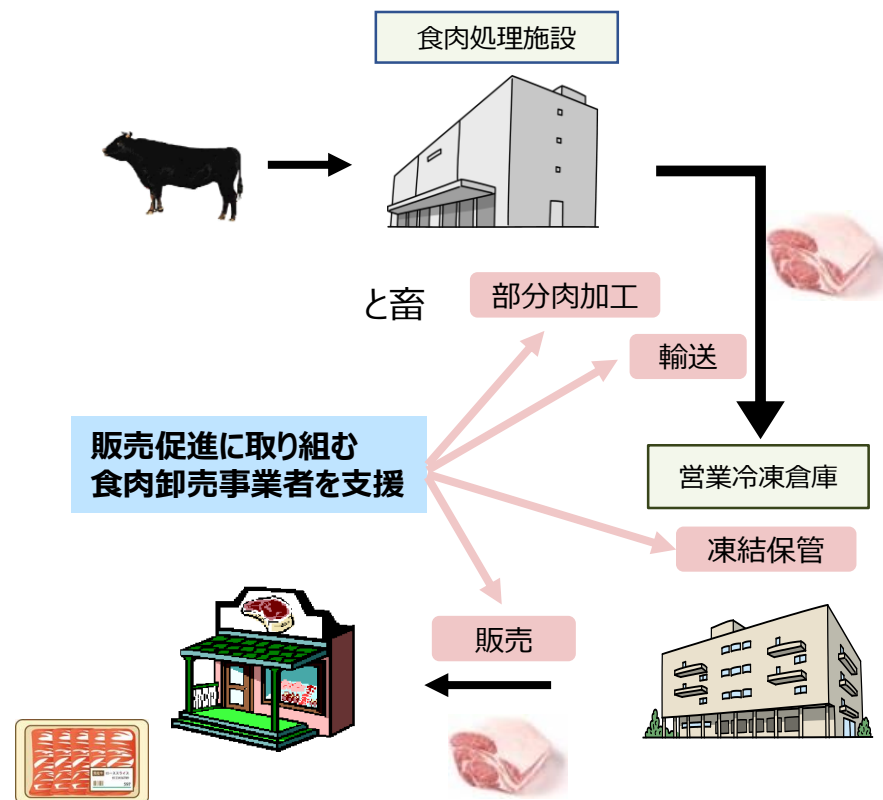 食肉処理施設
と畜
部分肉加工
輸送
販売促進に取り組む
食肉卸売事業者を支援
営業冷凍倉庫
凍結保管
販売